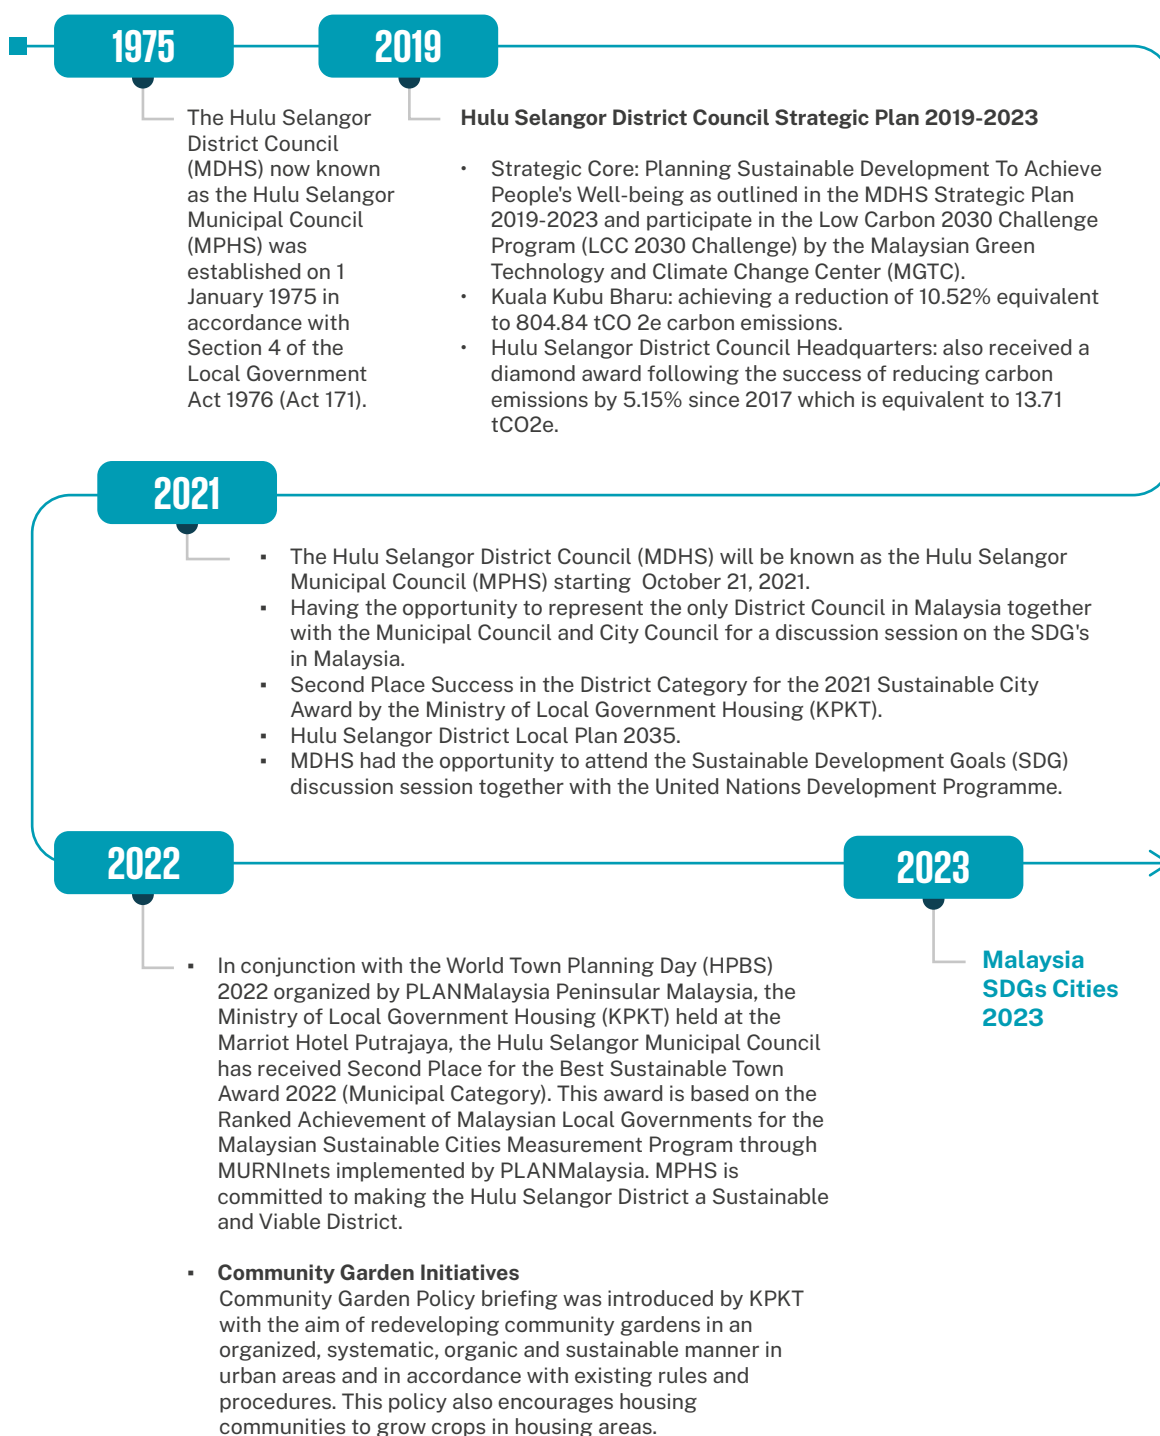 1975
The Hulu Selangor
District Council
(MDHS) now known
as the Hulu Selangor
Municipal Council
(MPHS) was
established on 1
January 1975 in
accordance with
Section 4 of the
Local Government
Act 1976 (Act 171).
2019
Hulu Selangor District Council Strategic Plan 2019-2023
• Strategic Core: Planning Sustainable Development To Achieve
People's Well-being as outlined in the MDHS Strategic Plan
2019-2023 and participate in the Low Carbon 2030 Challenge
Program (LCC 2030 Challenge) by the Malaysian Green
Technology and Climate Change Center (MGTC).
• Kuala Kubu Bharu: achieving a reduction of 10.52% equivalent
to 804.84 tCO 2e carbon emissions.
• Hulu Selangor District Council Headquarters: also received a
diamond award following the success of reducing carbon
emissions by 5.15% since 2017 which is equivalent to 13.71
tCO2e.
2021
▪ The Hulu Selangor District Council (MDHS) will be known as the Hulu Selangor
Municipal Council (MPHS) starting October 21, 2021.
▪ Having the opportunity to represent the only District Council in Malaysia together
with the Municipal Council and City Council for a discussion session on the SDG's
in Malaysia.
▪ Second Place Success in the District Category for the 2021 Sustainable City
Award by the Ministry of Local Government Housing (KPKT).
▪ Hulu Selangor District Local Plan 2035.
▪ MDHS had the opportunity to attend the Sustainable Development Goals (SDG)
discussion session together with the United Nations Development Programme.
2022
▪ In conjunction with the World Town Planning Day (HPBS)
2022 organized by PLANMalaysia Peninsular Malaysia, the
Ministry of Local Government Housing (KPKT) held at the
Marriot Hotel Putrajaya, the Hulu Selangor Municipal Council
has received Second Place for the Best Sustainable Town
Award 2022 (Municipal Category). This award is based on the
Ranked Achievement of Malaysian Local Governments for the
Malaysian Sustainable Cities Measurement Program through
MURNInets implemented by PLANMalaysia. MPHS is
committed to making the Hulu Selangor District a Sustainable
and Viable District.
▪ Community Garden Initiatives
Community Garden Policy briefing was introduced by KPKT
with the aim of redeveloping community gardens in an
organized, systematic, organic and sustainable manner in
urban areas and in accordance with existing rules and
procedures. This policy also encourages housing
communities to grow crops in housing areas.
2023
Malaysia
SDGs Cities
2023